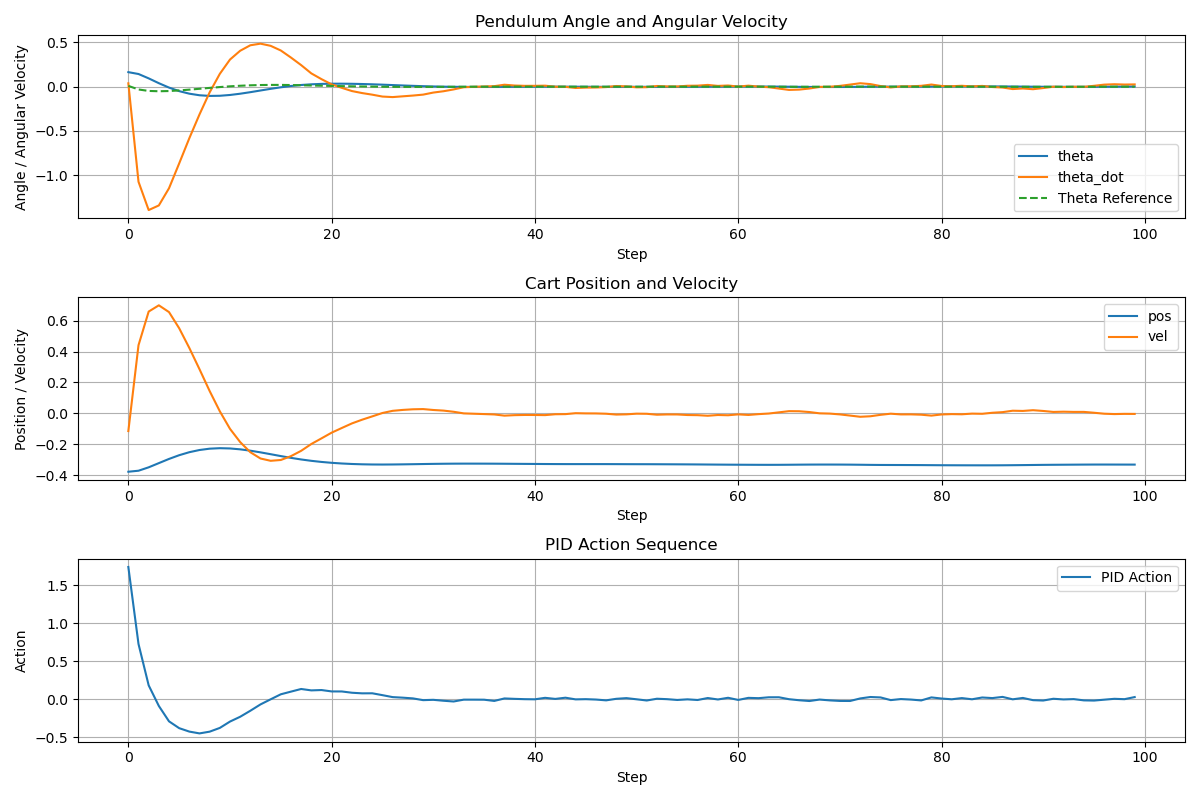 Pendulum Angle and Angular Velocity
Angle / Angular Velocity
0.5
0.0
−0.5
−1.0
theta
theta_dot
Theta Reference
0 20 40 60 80 100
Step
Cart Position and Velocity
Position / Velocity
0.6
0.4
0.2
0.0
−0.2
−0.4
pos
vel
0 20 40 60 80 100
Step
PID Action Sequence
Action
1.5
1.0
0.5
0.0
−0.5
PID Action
0 20 40 60 80 100
Step